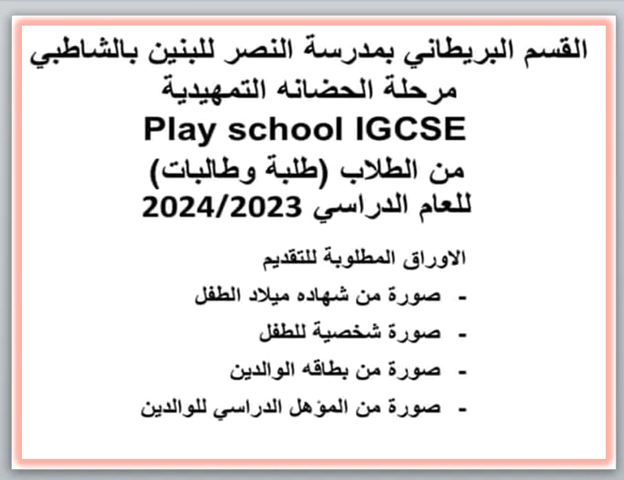 القسم البريطاني بمدرسة النصر للبنين بالشاطبي
مرحلة الحضانه التمهيدية
Play school IGCSE
من الطلاب (طلبة وطالبات)
للعام الدراسي 2024/2023
الاوراق المطلوبة للتقديم
- صورة من شهاده ميلاد الطفل
- صورة شخصية للطفل
- صورة من بطاقه الوالدين
- صورة من المؤهل الدراسي للوالدين